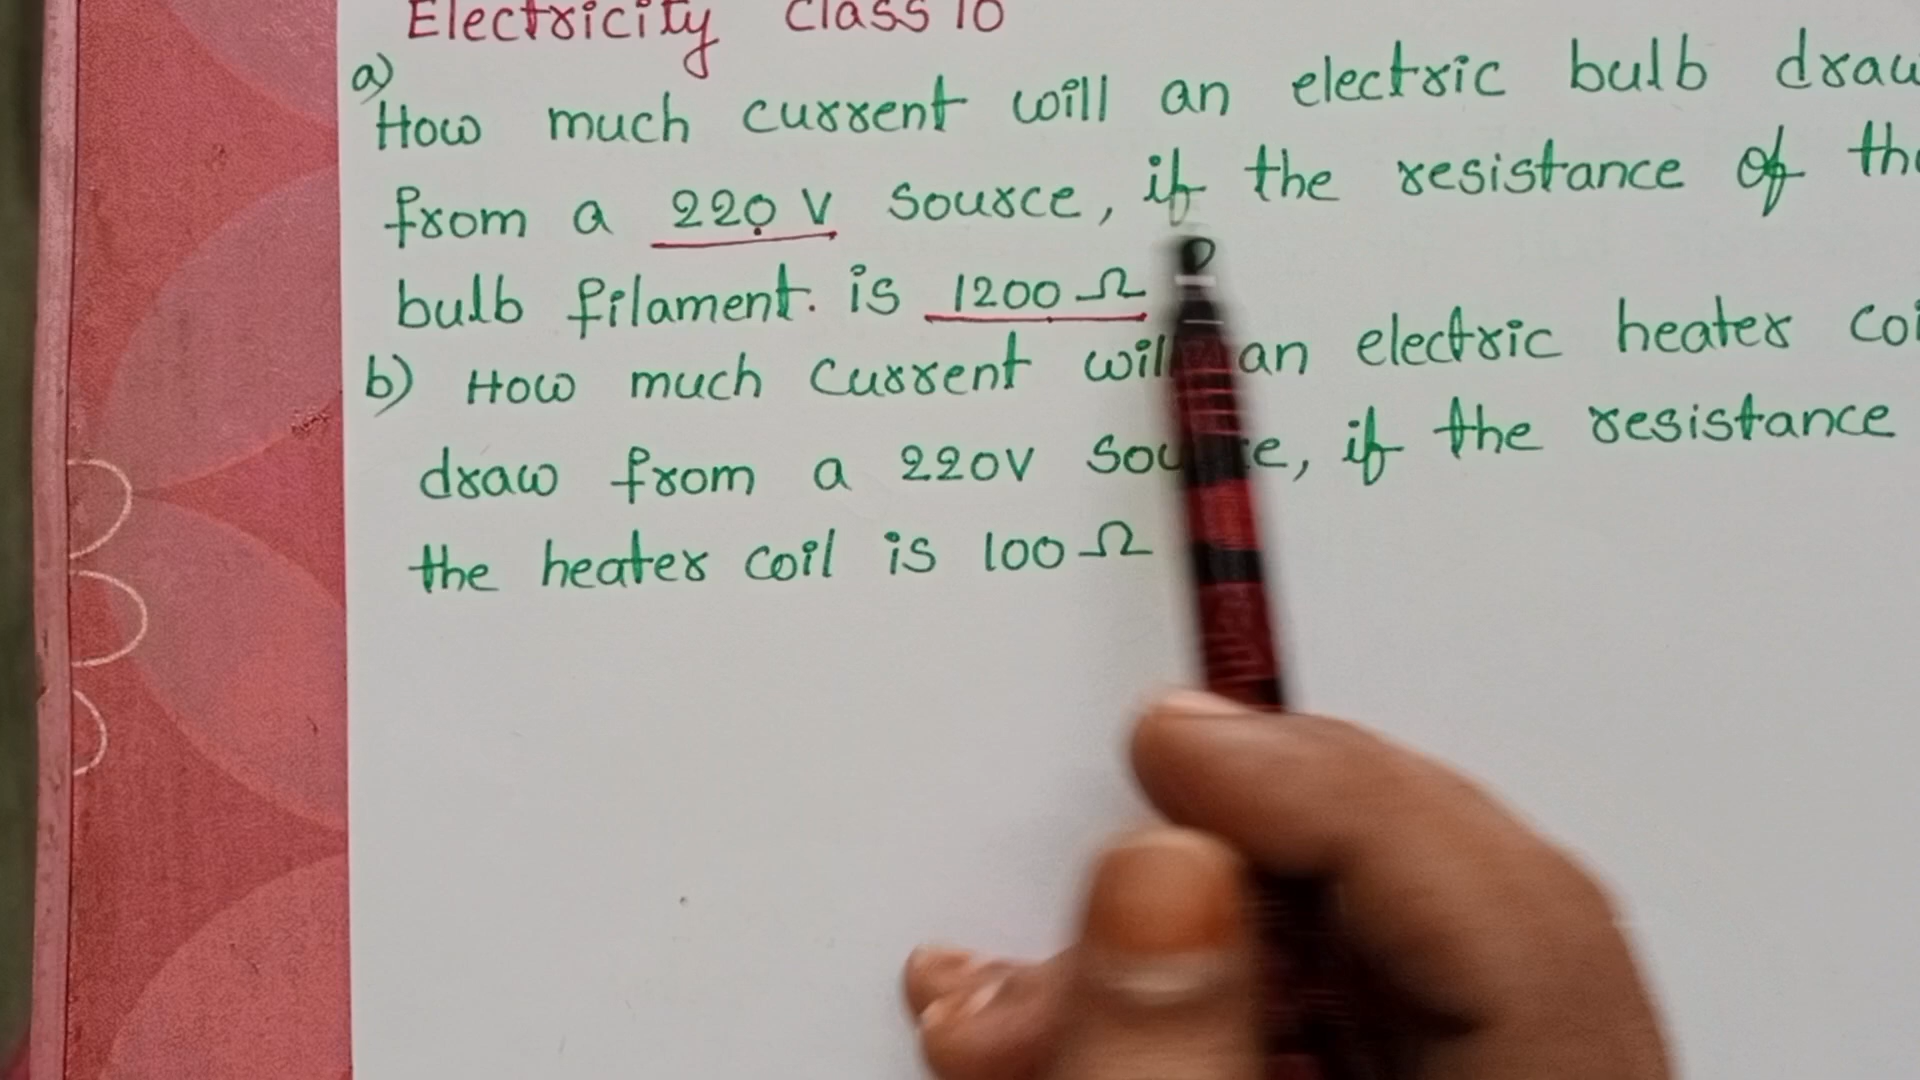 Electricity Class 10
a)
How much current will an electric bulb draw
from a 220 V source, if the resistance of the
bulb filament. is 1200 Ω
b) How much current will an electric heater coil
draw from a 220V source, if the resistance
the heater coil is 100 Ω